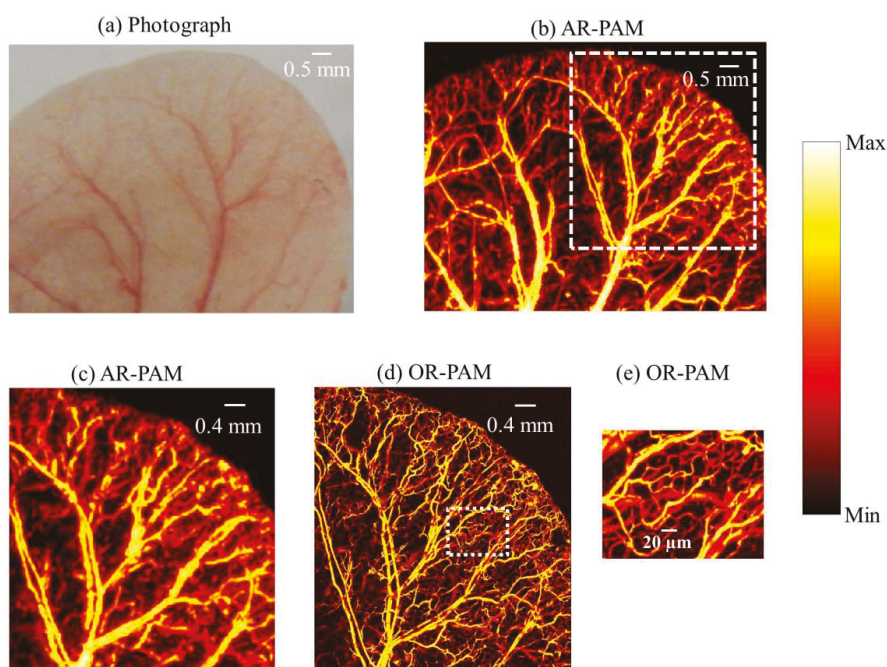 (a) Photograph
0.5 mm
(b) AR-PAM
0.5 mm
Max
Min
(c) AR-PAM
0.4 mm
(d) OR-PAM
0.4 mm
(e) OR-PAM
20 µm